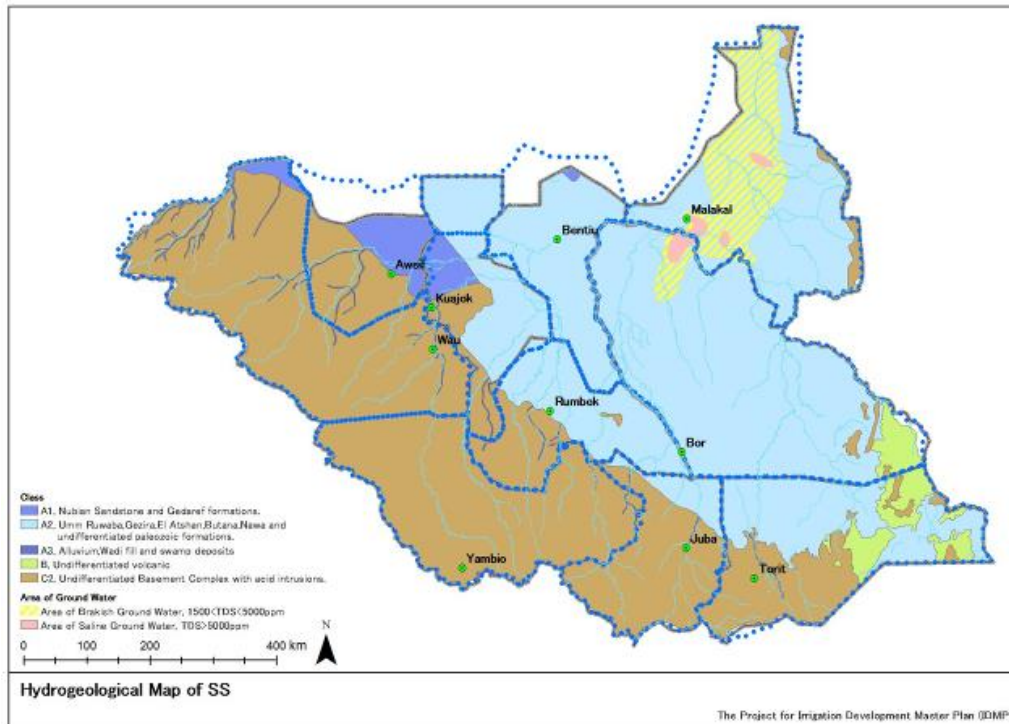 Malakal
Bentiu
Aweil
Kuajok
Wau
Rumbek
Bor
Juba
Yambio
Torit
Class
A1, Nubian Sandstone and Gedaref formations.
A2, Umm Ruwaba,Gezira,El Atshan,Butana,Nawa and
undifferentiated paleozoic formations.
A3, Alluvium,Wadi fill and swamp deposits
B, Undifferentiated volcanic
C2, Undifferentiated Basement Complex with acid intrusions.
Area of Ground Water
Area of Brakish Ground Water, 1500<TDS<5000ppm
Area of Saline Ground Water, TDS>5000ppm
N
0 100 200 400 km
Hydrogeological Map of SS
The Project for Irrigation Development Master Plan (IDMP